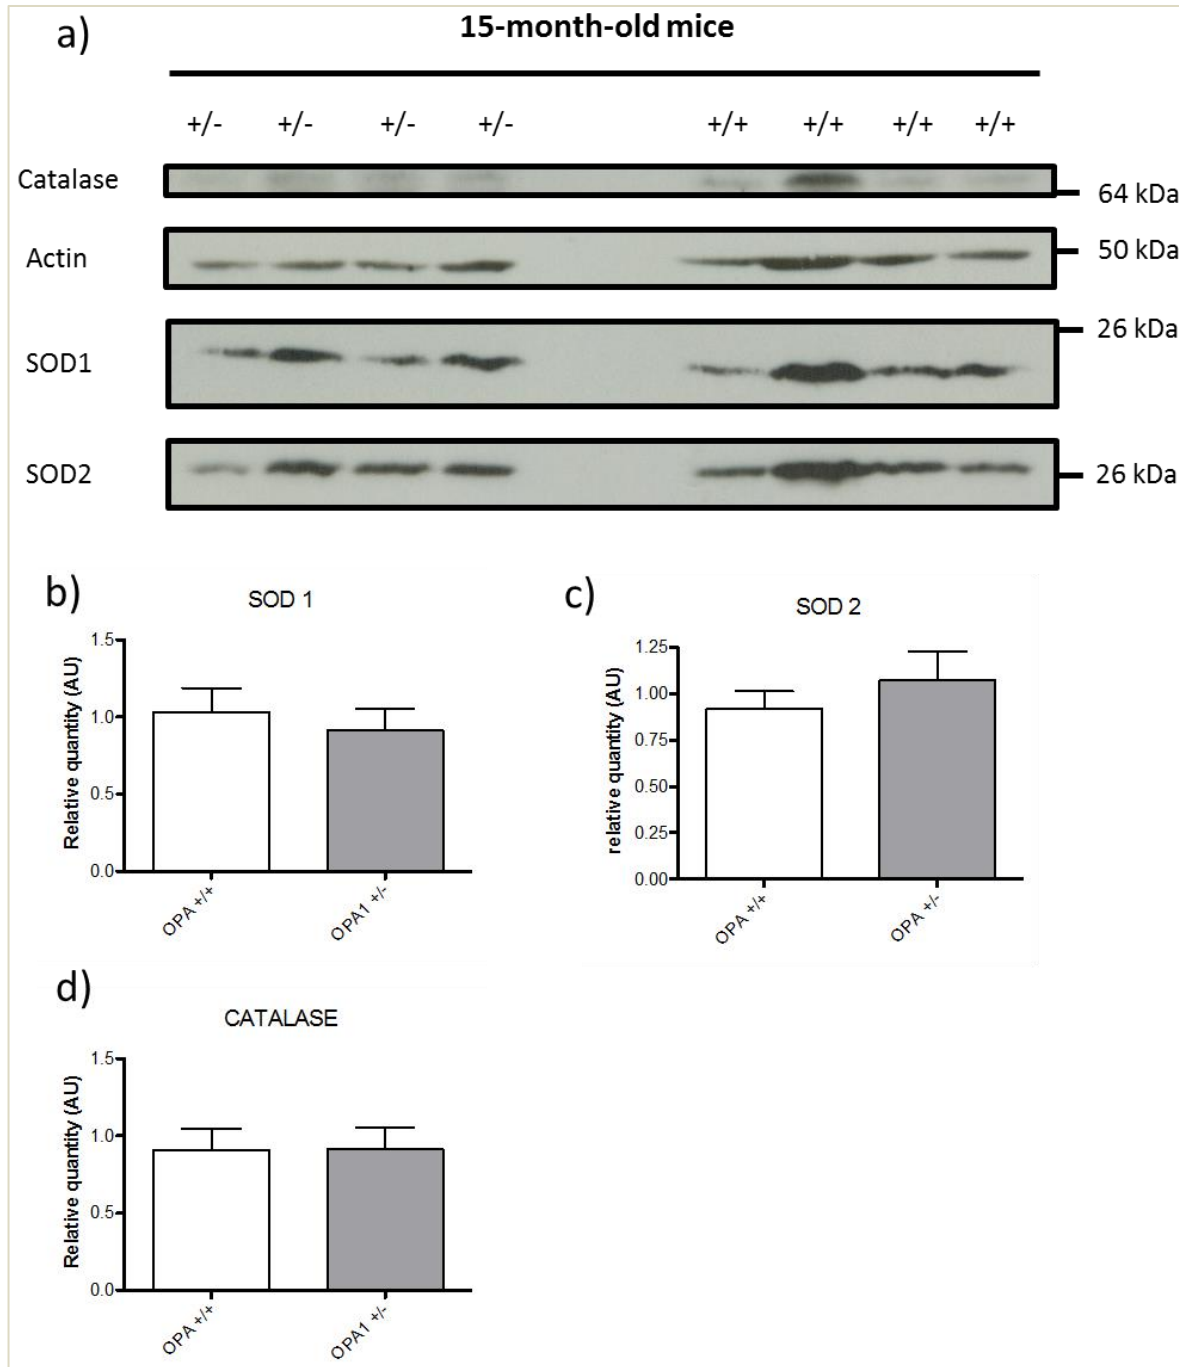 a)
15-month-old mice
+/- +/- +/- +/- +/+ +/+ +/+ +/+
Catalase
64 kDa
Actin
50 kDa
26 kDa
SOD1
SOD2
26 kDa
b)
SOD 1
Relative quantity (AU)
1.5
1.0
0.5
0.0
OPA +/+
OPA1 +/-
c)
SOD 2
relative quantity (AU)
1.25
1.00
0.75
0.50
0.25
0.00
OPA +/+
OPA +/-
d)
CATALASE
Relative quantity (AU)
1.5
1.0
0.5
0.0
OPA +/+
OPA1 +/-